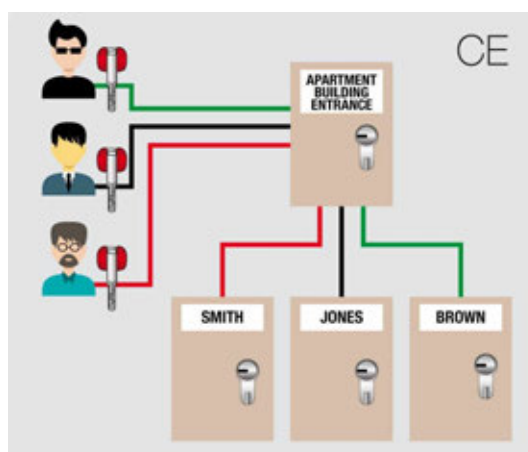 CE
APARTMENT
BUILDING
ENTRANCE
SMITH
JONES
BROWN